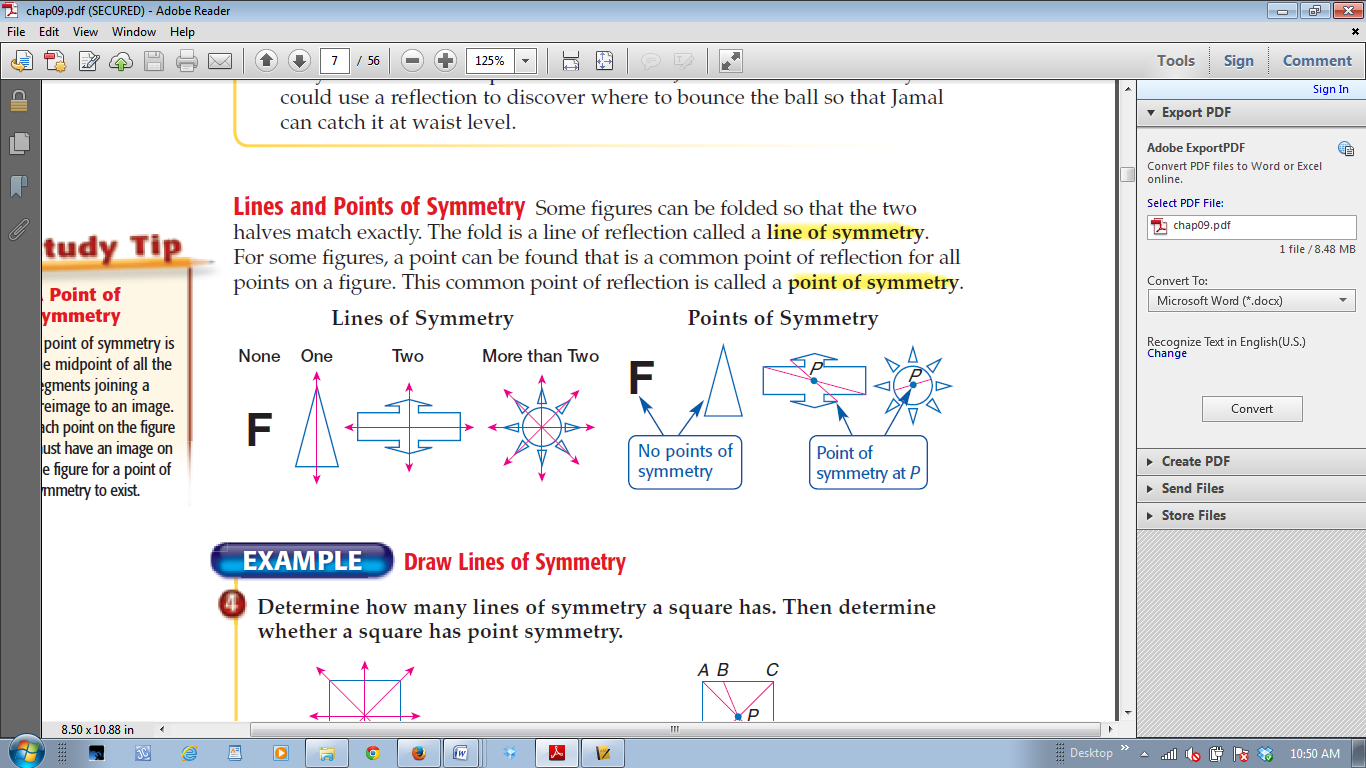 chap09.pdf (SECURED) - Adobe Reader
File Edit View Window Help
7 / 56
125%
Tools Sign Comment
could use a reflection to discover where to bounce the ball so that Jamal
can catch it at waist level.
Lines and Points of Symmetry Some figures can be folded so that the two
halves match exactly. The fold is a line of reflection called a line of symmetry.
For some figures, a point can be found that is a common point of reflection for all
points on a figure. This common point of reflection is called a point of symmetry.
tudy Tip
Point of
ymmetry
point of symmetry is
e midpoint of all the
egments joining a
reimage to an image.
ach point on the figure
ust have an image on
e figure for a point of
mmetry to exist.
Lines of Symmetry
None One Two More than Two
F
Points of Symmetry
F
P
P
No points of
symmetry
Point of
symmetry at P
EXAMPLE Draw Lines of Symmetry
4 Determine how many lines of symmetry a square has. Then determine
whether a square has point symmetry.
A B C
P
8.50 x 10.88 in
Sign In
Export PDF
Adobe ExportPDF
Convert PDF files to Word or Excel
online.
Select PDF File:
chap09.pdf
1 file / 8.48 MB
Convert To:
Microsoft Word (*.docx)
Recognize Text in English(U.S.)
Change
Convert
Create PDF
Send Files
Store Files
Desktop
10:50 AM